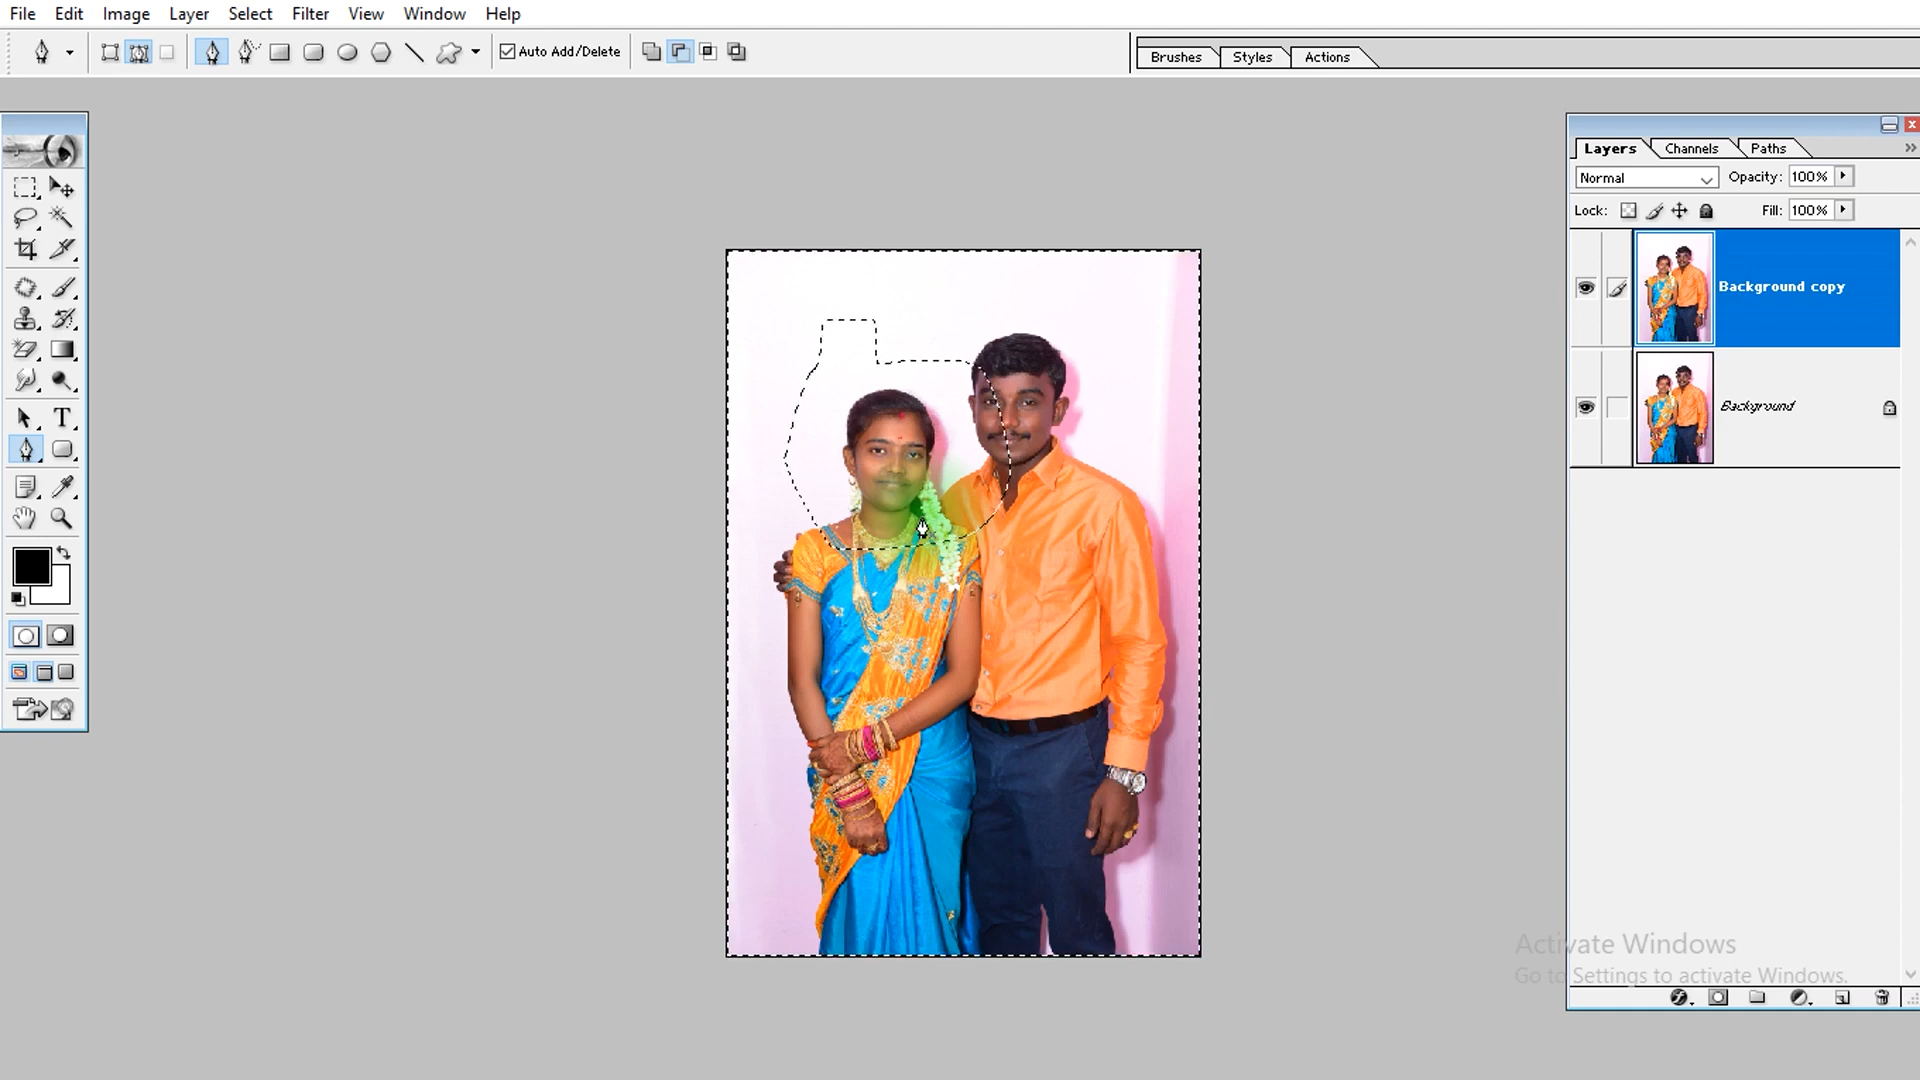 File Edit Image Layer Select Filter View Window Help
Auto Add/Delete
Brushes Styles Actions
Layers Channels Paths
Normal Opacity: 100%
Lock: Fill: 100%
Background copy
Background
T
Activate Windows
Go to Settings to activate Windows.